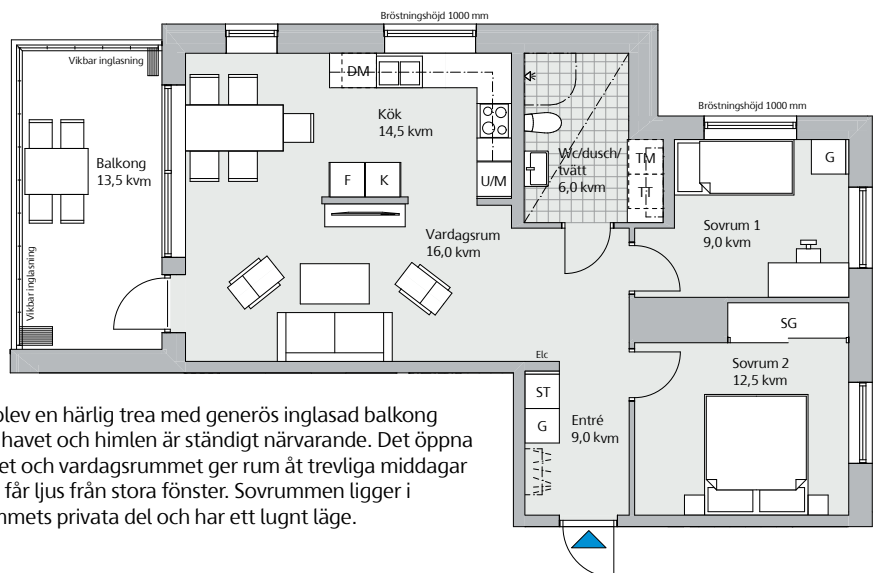 Bröstningshöjd 1000 mm
Vikbar inglasning
DM
Kök
14,5 kvm
Bröstningshöjd 1000 mm
Balkong
13,5 kvm
Wc/dusch/
tvätt
6,0 kvm
TM
TT
G
F
K
U/M
Sovrum 1
9,0 kvm
Vardagsrum
16,0 kvm
Vikbar inglasning
SG
Elc
Sovrum 2
12,5 kvm
ST
G
Entré
9,0 kvm
blev en härlig trea med generös inglasad balkong
havet och himlen är ständigt närvarande. Det öppna
et och vardagsrummet ger rum åt trevliga middagar
får ljus från stora fönster. Sovrummen ligger i
mmets privata del och har ett lugnt läge.